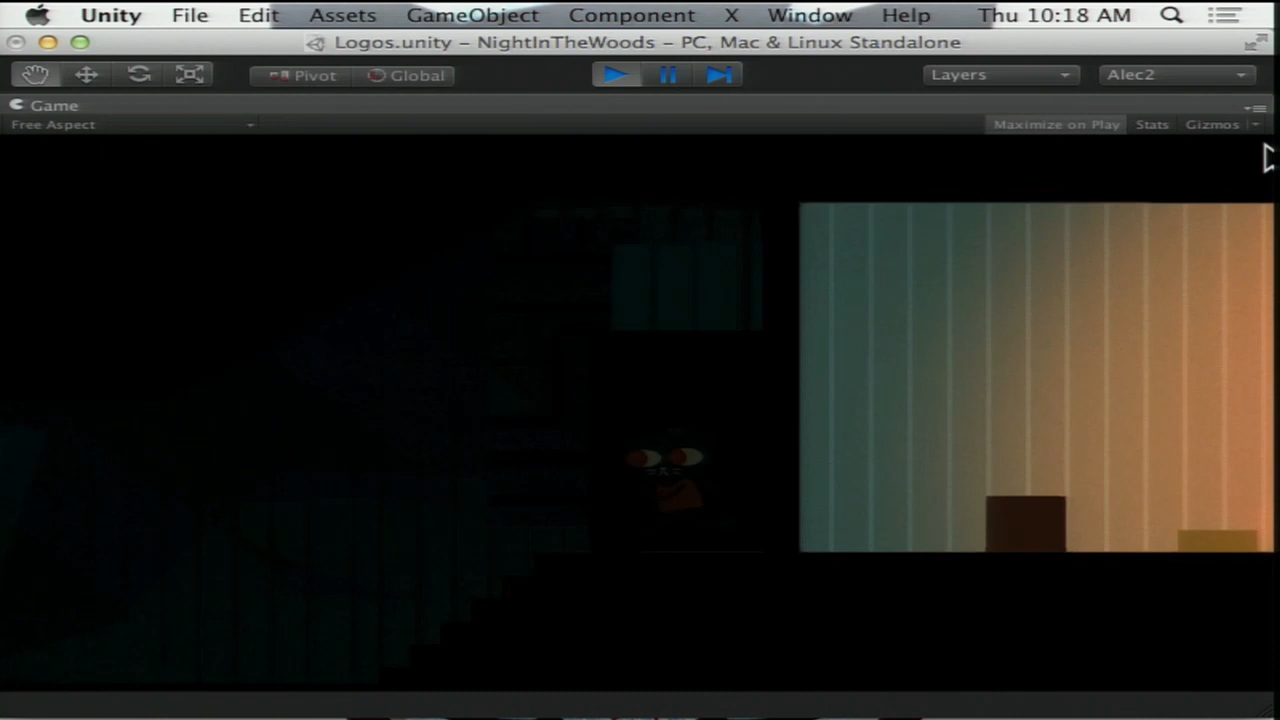 Unity File Edit Assets GameObject Component X Window Help Thu 10:18 AM
Logos.unity – NightInTheWoods – PC, Mac & Linux Standalone
Pivot Global Layers Alec2
Game
Free Aspect Maximize on Play Stats Gizmos